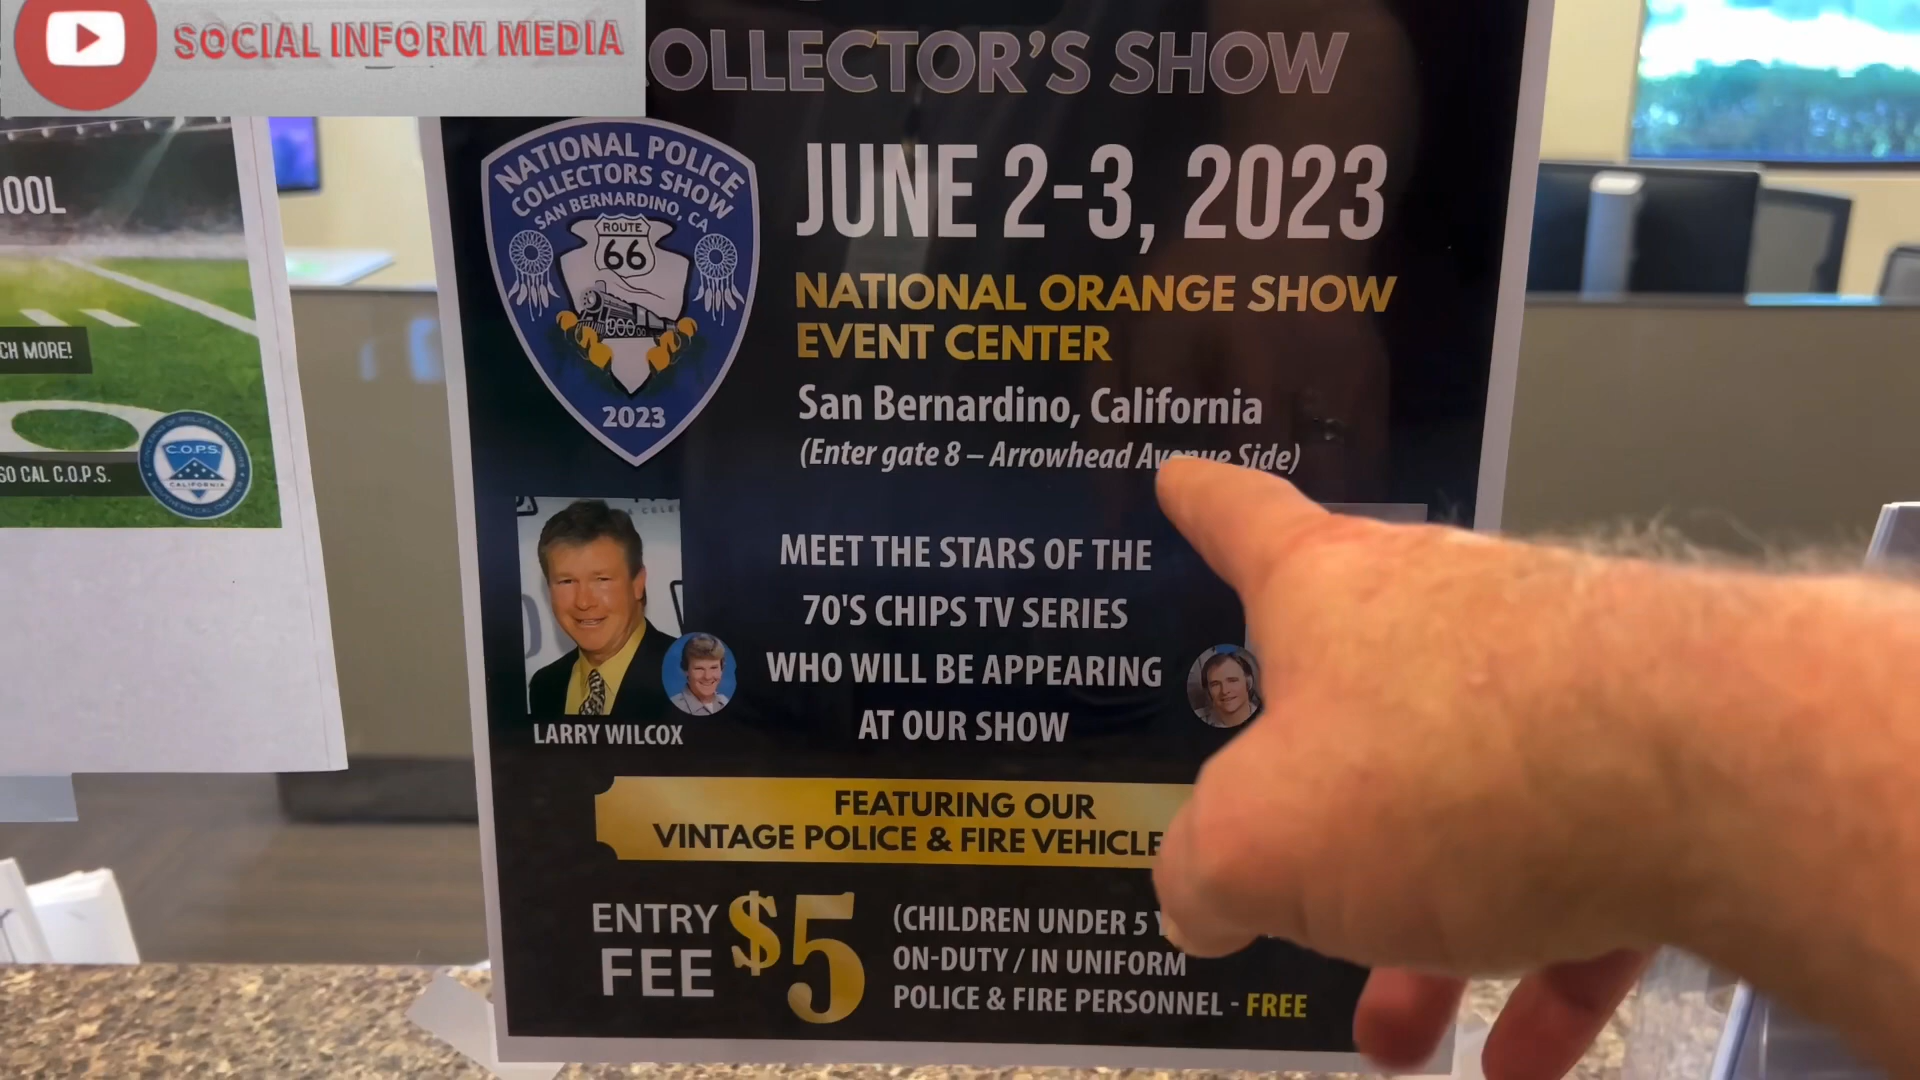 SOCIAL INFORM MEDIA
OLLECTOR'S SHOW
NATIONAL POLICE
COLLECTORS SHOW
SAN BERNARDINO, CA
ROUTE
66
2023
JUNE 2-3, 2023
NATIONAL ORANGE SHOW
EVENT CENTER
San Bernardino, California
(Enter gate 8 – Arrowhead Avenue Side)
MEET THE STARS OF THE
70'S CHIPS TV SERIES
WHO WILL BE APPEARING
AT OUR SHOW
LARRY WILCOX
FEATURING OUR
VINTAGE POLICE & FIRE VEHICLE
ENTRY
FEE
$5
(CHILDREN UNDER 5
ON-DUTY / IN UNIFORM
POLICE & FIRE PERSONNEL - FREE
OOL
CH MORE!
SO CAL C.O.P.S.
C.O.P.S.
CALIFORNIA